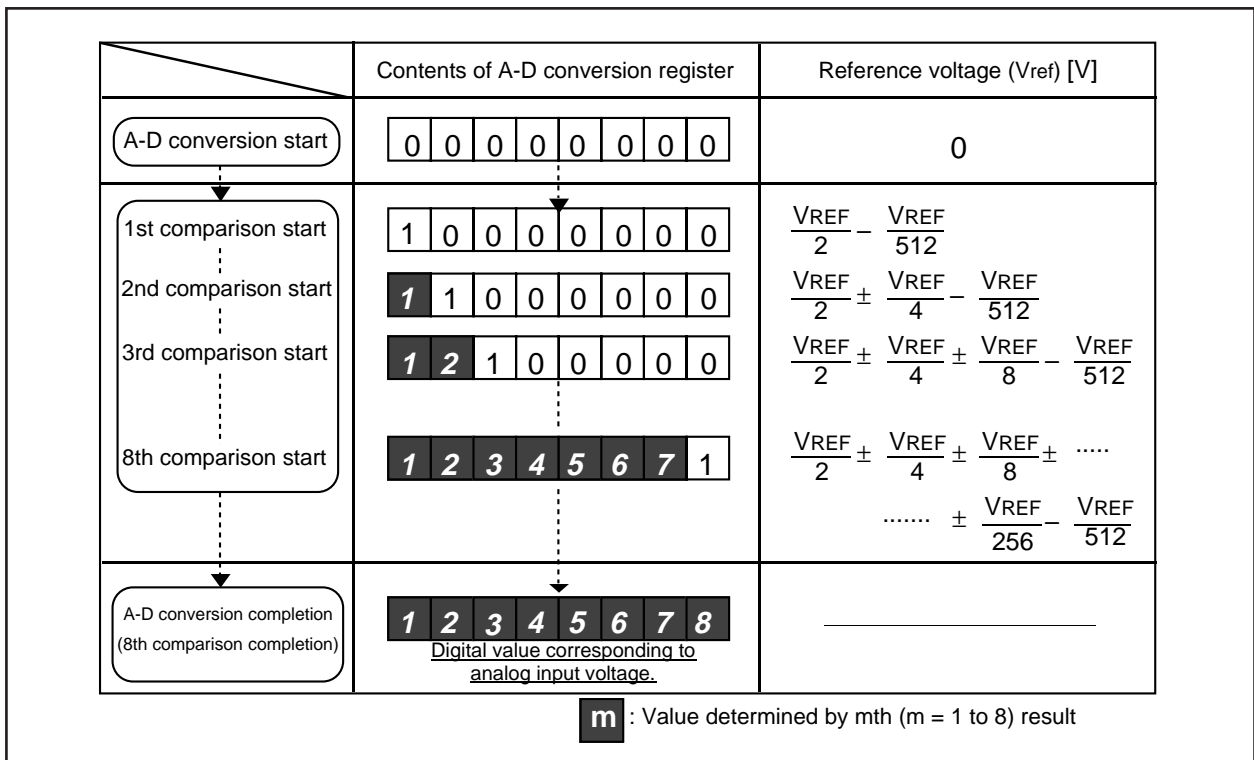 Contents of A-D conversion register
Reference voltage (Vref) [V]
A-D conversion start
0 0 0 0 0 0 0 0
0
1st comparison start
1 0 0 0 0 0 0 0
VREF/2 − VREF/512
2nd comparison start
1 1 0 0 0 0 0 0
VREF/2 ± VREF/4 − VREF/512
3rd comparison start
1 2 1 0 0 0 0 0
VREF/2 ± VREF/4 ± VREF/8 − VREF/512
8th comparison start
1 2 3 4 5 6 7 1
VREF/2 ± VREF/4 ± VREF/8 ± .....
....... ± VREF/256 − VREF/512
A-D conversion completion
(8th comparison completion)
1 2 3 4 5 6 7 8
Digital value corresponding to
analog input voltage.
m : Value determined by mth (m = 1 to 8) result